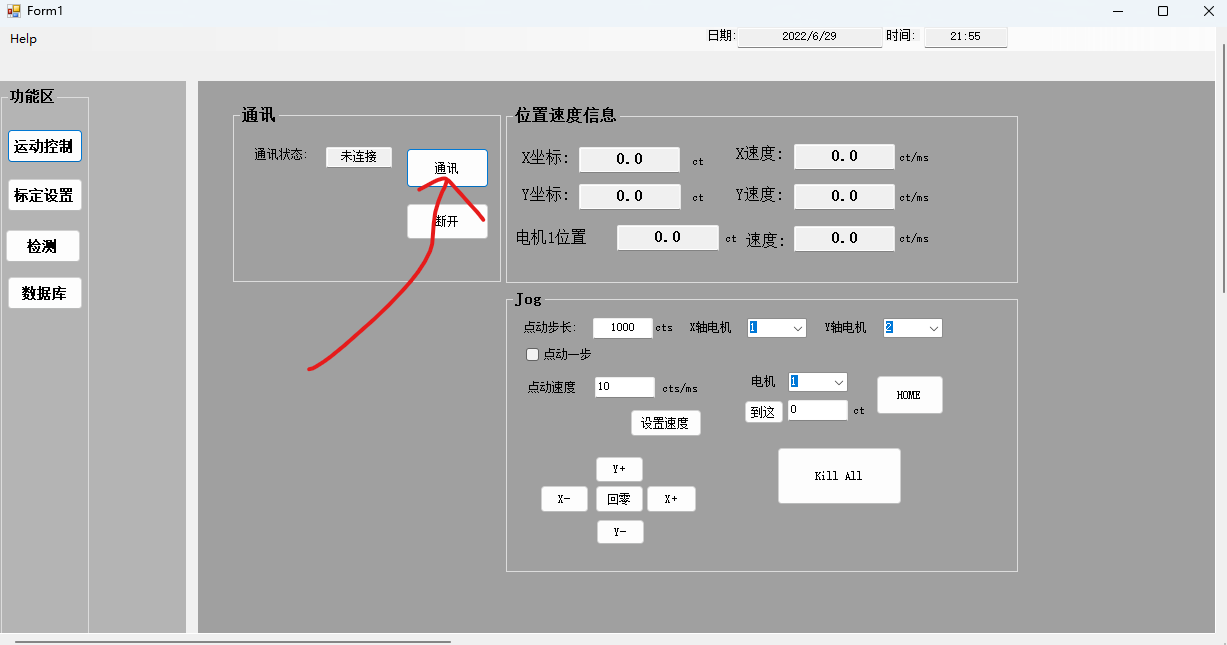 Form1
Help
日期: 2022/6/29 时间: 21:55
功能区
运动控制
标定设置
检测
数据库
通讯
通讯状态: 未连接
通讯
断开
位置速度信息
X坐标: 0.0 ct X速度: 0.0 ct/ms
Y坐标: 0.0 ct Y速度: 0.0 ct/ms
电机1位置 0.0 ct 速度: 0.0 ct/ms
Jog
点动步长: 1000 cts X轴电机 1 Y轴电机 2
点动一步
点动速度 10 cts/ms 电机 1 HOME
到这 0 ct
设置速度
Y+
X- 回零 X+
Y-
Kill All